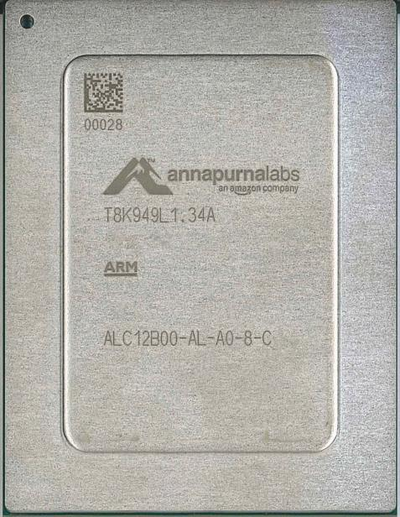 00028
annapurnalabs
an amazon company
T8K949L1.34A
ARM
ALC12B00-AL-A0-8-C